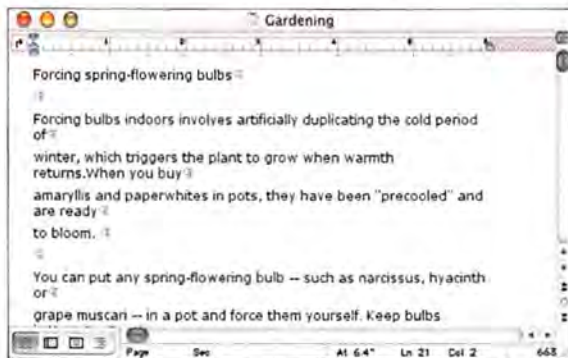 Gardening
Forcing spring-flowering bulbs
Forcing bulbs indoors involves artificially duplicating the cold period
of
winter, which triggers the plant to grow when warmth
returns.When you buy
amaryllis and paperwhites in pots, they have been "precooled" and
are ready
to bloom.
You can put any spring-flowering bulb -- such as narcissus, hyacinth
or
grape muscari -- in a pot and force them yourself. Keep bulbs
Page Sec At 6.4" Ln 21 Col 2 663